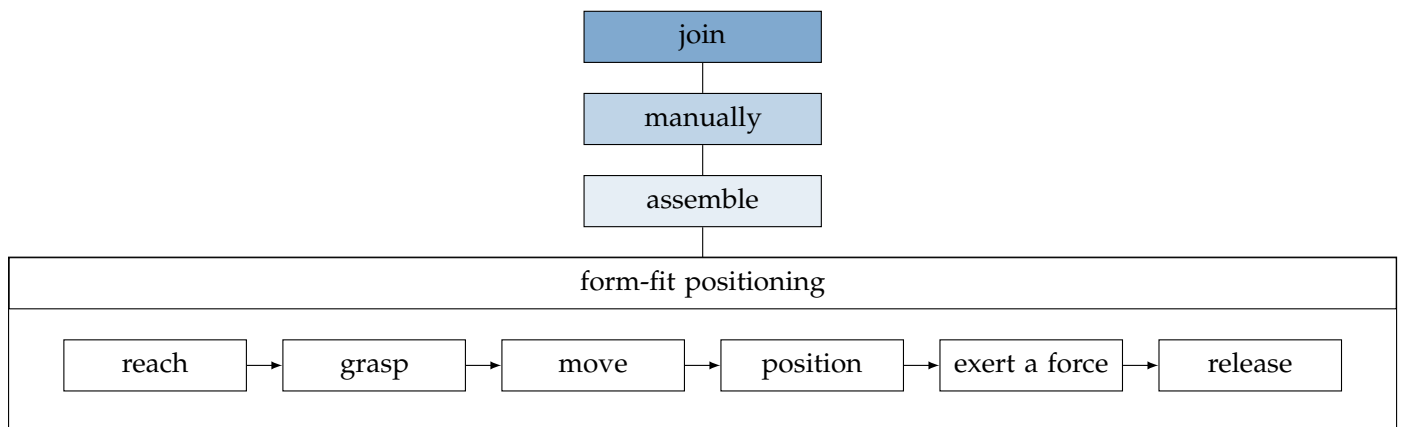 join
manually
assemble
form-fit positioning
reach
grasp
move
position
exert a force
release